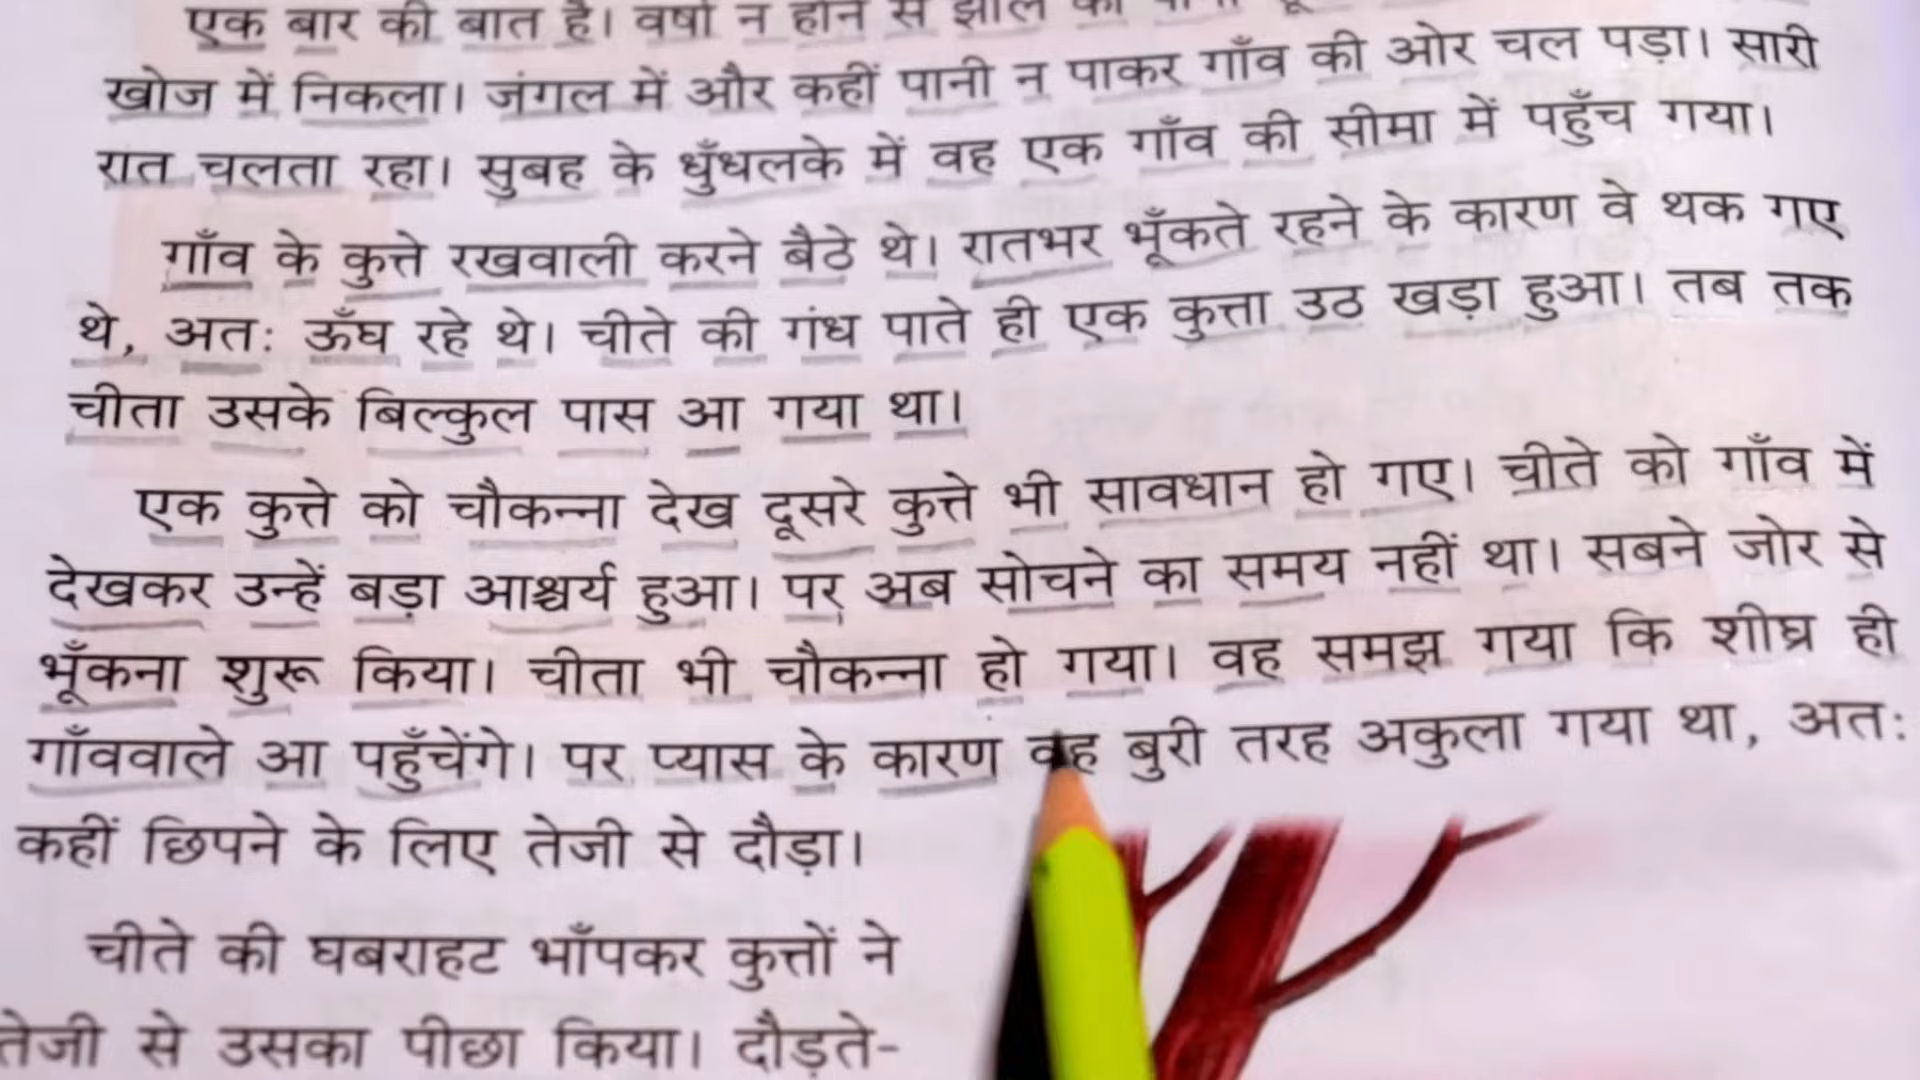 एक बार की बात है। वर्षा न होने से झील का पानी
खोज में निकला। जंगल में और कहीं पानी न पाकर गाँव की ओर चल पड़ा। सारी
रात चलता रहा। सुबह के धुँधलके में वह एक गाँव की सीमा में पहुँच गया।
गाँव के कुत्ते रखवाली करने बैठे थे। रातभर भूँकते रहने के कारण वे थक गए
थे, अतः ऊँघ रहे थे। चीते की गंध पाते ही एक कुत्ता उठ खड़ा हुआ। तब तक
चीता उसके बिल्कुल पास आ गया था।
एक कुत्ते को चौकन्ना देख दूसरे कुत्ते भी सावधान हो गए। चीते को गाँव में
देखकर उन्हें बड़ा आश्चर्य हुआ। पर अब सोचने का समय नहीं था। सबने जोर से
भूँकना शुरू किया। चीता भी चौकन्ना हो गया। वह समझ गया कि शीघ्र ही
गाँववाले आ पहुँचेंगे। पर प्यास के कारण वह बुरी तरह अकुला गया था, अतः
कहीं छिपने के लिए तेजी से दौड़ा।
चीते की घबराहट भाँपकर कुत्तों ने
तेजी से उसका पीछा किया। दौड़ते-